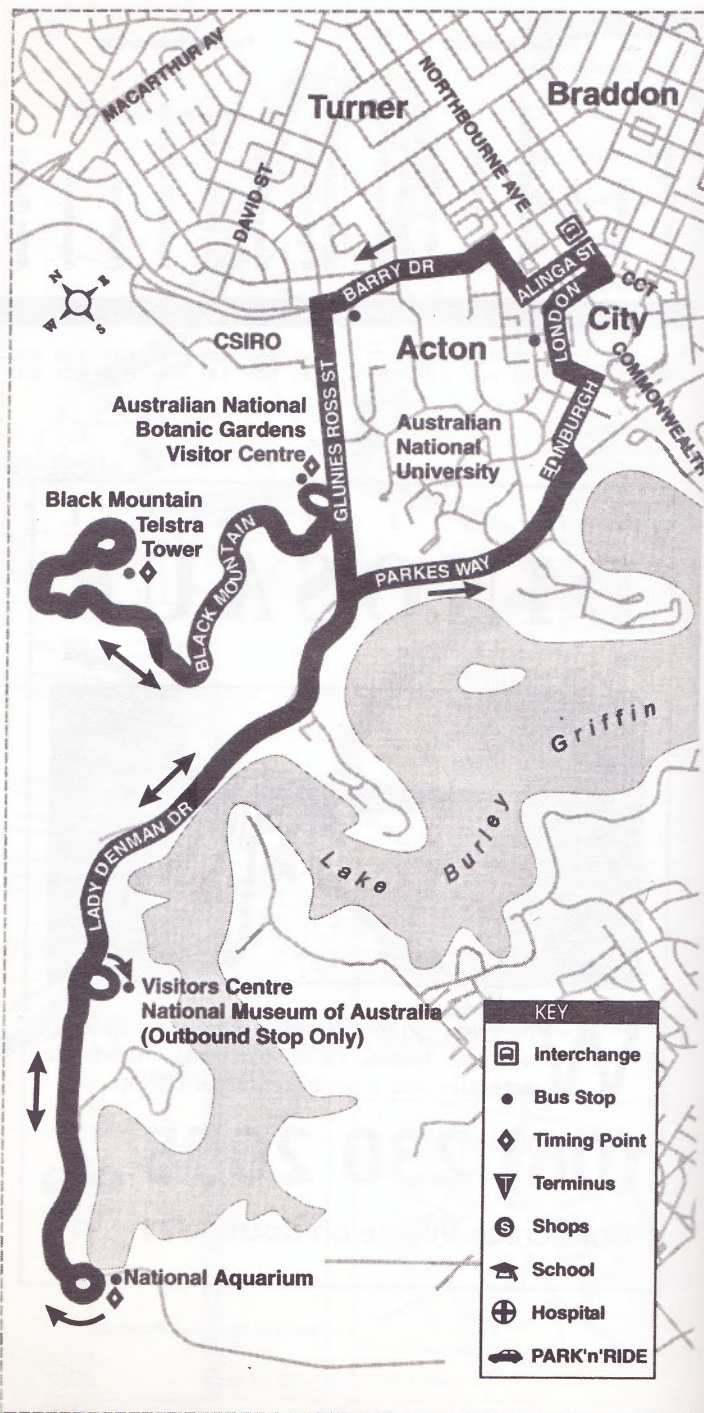 MACARTHUR AV
Turner
NORTHBOURNE AVE
Braddon
DAVID ST
BARRY DR
ALINGA ST
CCT
LONDON
City
N
E
W
S
CSIRO
Acton
COMMONWEALTH
GLUNIES ROSS ST
Australian National
Botanic Gardens
Visitor Centre
Australian
National
University
EDINBURGH
Black Mountain
Telstra
Tower
BLACK MOUNTAIN
PARKES WAY
Griffin
Burley
Lake
LADY DENMAN DR
Visitors Centre
National Museum of Australia
(Outbound Stop Only)
KEY
Interchange
Bus Stop
Timing Point
T Terminus
S Shops
School
Hospital
PARK'n'RIDE
National Aquarium